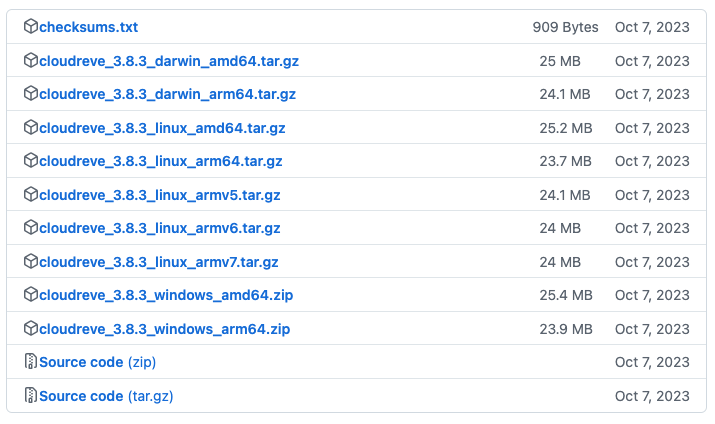 checksums.txt 909 Bytes Oct 7, 2023
cloudreve_3.8.3_darwin_amd64.tar.gz 25 MB Oct 7, 2023
cloudreve_3.8.3_darwin_arm64.tar.gz 24.1 MB Oct 7, 2023
cloudreve_3.8.3_linux_amd64.tar.gz 25.2 MB Oct 7, 2023
cloudreve_3.8.3_linux_arm64.tar.gz 23.7 MB Oct 7, 2023
cloudreve_3.8.3_linux_armv5.tar.gz 24.1 MB Oct 7, 2023
cloudreve_3.8.3_linux_armv6.tar.gz 24 MB Oct 7, 2023
cloudreve_3.8.3_linux_armv7.tar.gz 24 MB Oct 7, 2023
cloudreve_3.8.3_windows_amd64.zip 25.4 MB Oct 7, 2023
cloudreve_3.8.3_windows_arm64.zip 23.9 MB Oct 7, 2023
Source code (zip) Oct 7, 2023
Source code (tar.gz) Oct 7, 2023